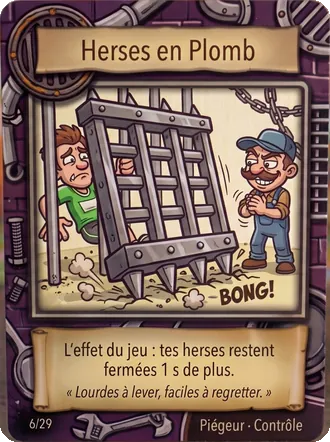 Herses en Plomb
BONG!
L'effet du jeu : tes herses restent
fermées 1 s de plus.
« Lourdes à lever, faciles à regretter. »
6/29
Piégeur · Contrôle